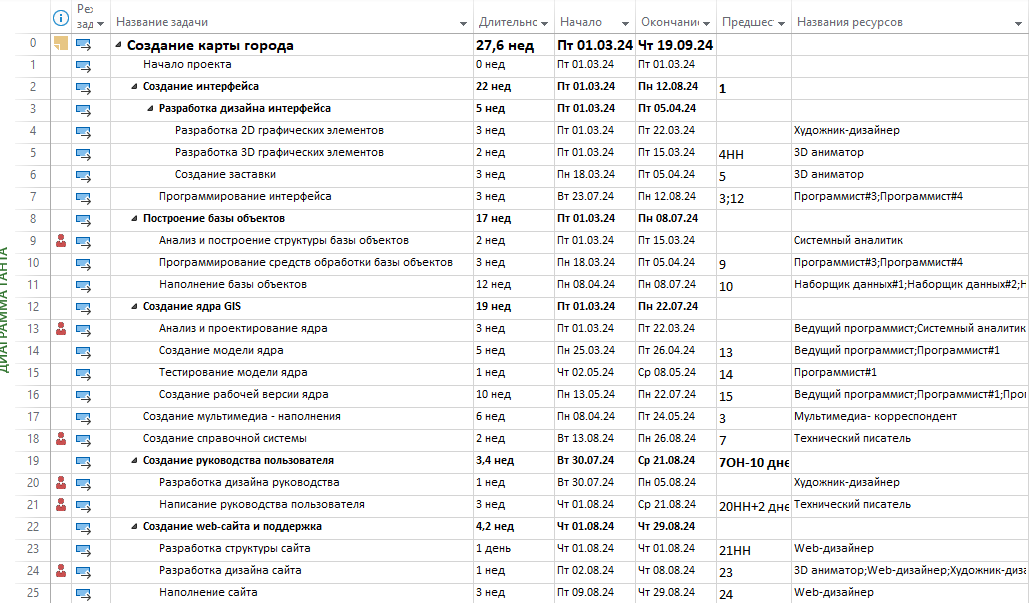 Ре›
зад
Название задачи
Длительнс
Начало
Окончани
Предшест
Названия ресурсов
ДИАГРАММА ГАНТА
0 Создание карты города 27,6 нед Пт 01.03.24 Чт 19.09.24
1 Начало проекта 0 нед Пт 01.03.24 Пт 01.03.24
2 Создание интерфейса 22 нед Пт 01.03.24 Пн 12.08.24 1
3 Разработка дизайна интерфейса 5 нед Пт 01.03.24 Пт 05.04.24
4 Разработка 2D графических элементов 3 нед Пт 01.03.24 Пт 22.03.24 Художник-дизайнер
5 Разработка 3D графических элементов 2 нед Пт 01.03.24 Пт 15.03.24 4НН 3D аниматор
6 Создание заставки 3 нед Пн 18.03.24 Пт 05.04.24 5 3D аниматор
7 Программирование интерфейса 3 нед Вт 23.07.24 Пн 12.08.24 3;12 Программист#3;Программист#4
8 Построение базы объектов 17 нед Пт 01.03.24 Пн 08.07.24
9 Анализ и построение структуры базы объектов 2 нед Пт 01.03.24 Пт 15.03.24 Системный аналитик
10 Программирование средств обработки базы объектов 3 нед Пн 18.03.24 Пт 05.04.24 9 Программист#3;Программист#4
11 Наполнение базы объектов 12 нед Пн 08.04.24 Пн 08.07.24 10 Наборщик данных#1;Наборщик данных#2;Н
12 Создание ядра GIS 19 нед Пт 01.03.24 Пн 22.07.24
13 Анализ и проектирование ядра 3 нед Пт 01.03.24 Пт 22.03.24 Ведущий программист;Системный аналитик
14 Создание модели ядра 5 нед Пн 25.03.24 Пт 26.04.24 13 Ведущий программист;Программист#1
15 Тестирование модели ядра 1 нед Чт 02.05.24 Ср 08.05.24 14 Программист#1
16 Создание рабочей версии ядра 10 нед Пн 13.05.24 Пн 22.07.24 15 Ведущий программист;Программист#1;Про
17 Создание мультимедиа - наполнения 6 нед Пн 08.04.24 Пт 24.05.24 3 Мультимедиа- корреспондент
18 Создание справочной системы 2 нед Вт 13.08.24 Пн 26.08.24 7 Технический писатель
19 Создание руководства пользователя 3,4 нед Вт 30.07.24 Ср 21.08.24 7ОН-10 дне
20 Разработка дизайна руководства 1 нед Вт 30.07.24 Пн 05.08.24 Художник-дизайнер
21 Написание руководства пользователя 3 нед Чт 01.08.24 Ср 21.08.24 20НН+2 дне Технический писатель
22 Создание web-сайта и поддержка 4,2 нед Чт 01.08.24 Чт 29.08.24
23 Разработка структуры сайта 1 день Чт 01.08.24 Чт 01.08.24 21НН Web-дизайнер
24 Разработка дизайна сайта 1 нед Пт 02.08.24 Чт 08.08.24 23 3D аниматор;Web-дизайнер;Художник-диза
25 Наполнение сайта 3 нед Пт 09.08.24 Чт 29.08.24 24 Web-дизайнер